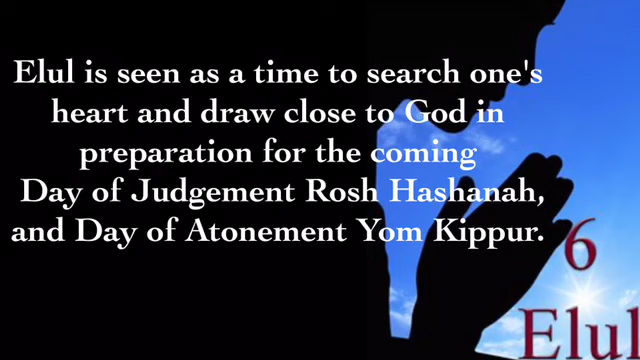 Elul is seen as a time to search one's
heart and draw close to God in
preparation for the coming
Day of Judgement Rosh Hashanah,
and Day of Atonement Yom Kippur.
6
Elul